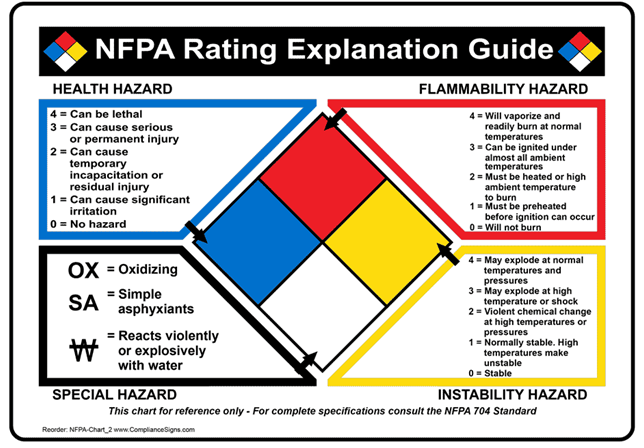 NFPA Rating Explanation Guide
HEALTH HAZARD
4 = Can be lethal
3 = Can cause serious
or permanent injury
2 = Can cause
temporary
incapacitation or
residual injury
1 = Can cause significant
irritation
0 = No hazard
FLAMMABILITY HAZARD
4 = Will vaporize and
readily burn at normal
temperatures
3 = Can be ignited under
almost all ambient
temperatures
2 = Must be heated or high
ambient temperature
to burn
1 = Must be preheated
before ignition can occur
0 = Will not burn
OX = Oxidizing
SA = Simple
asphyxiants
W = Reacts violently
or explosively
with water
SPECIAL HAZARD
4 = May explode at normal
temperatures and
pressures
3 = May explode at high
temperature or shock
2 = Violent chemical change
at high temperatures or
pressures
1 = Normally stable. High
temperatures make
unstable
0 = Stable
INSTABILITY HAZARD
This chart for reference only - For complete specifications consult the NFPA 704 Standard
Reorder: NFPA-Chart_2 www.ComplianceSigns.com